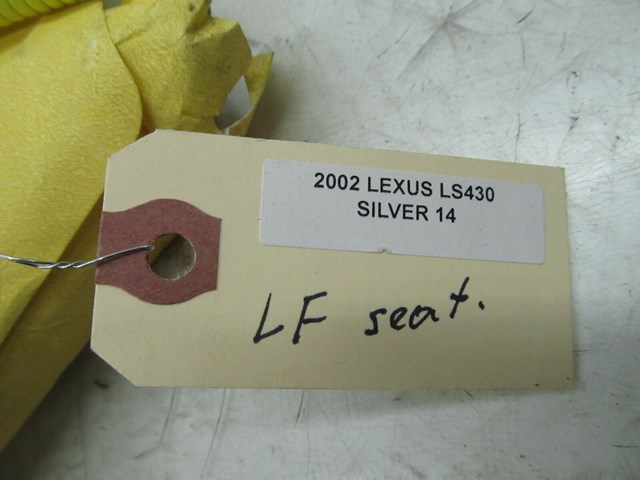 2002 LEXUS LS430
SILVER 14
LF seat.